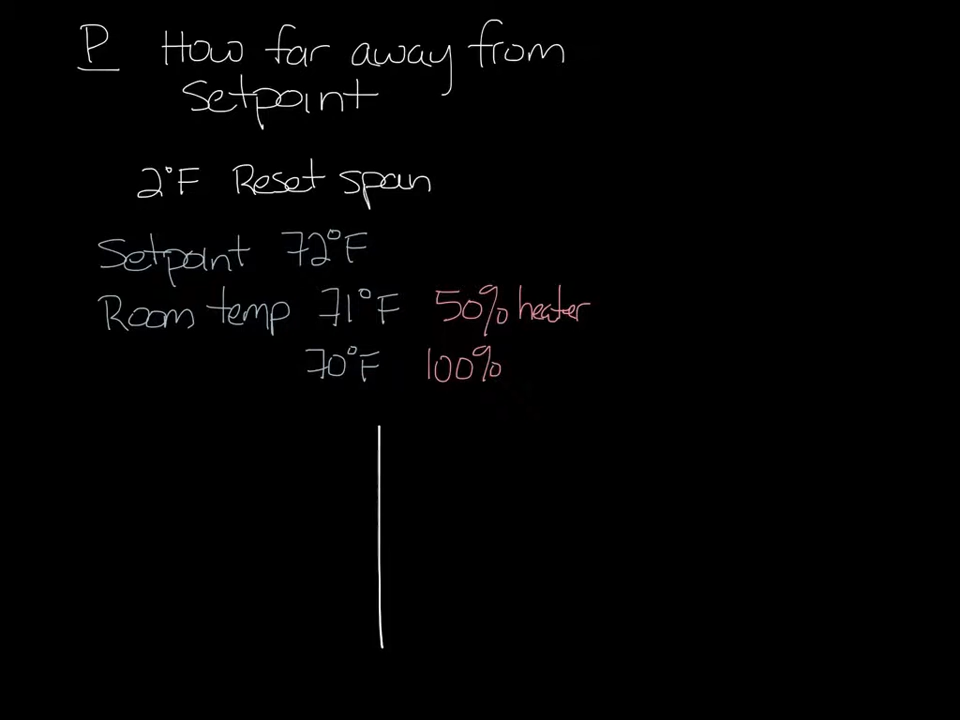 P How far away from
setpoint
2°F Reset span
Setpoint 72°F
Room temp 71°F 50% heater
70°F 100%